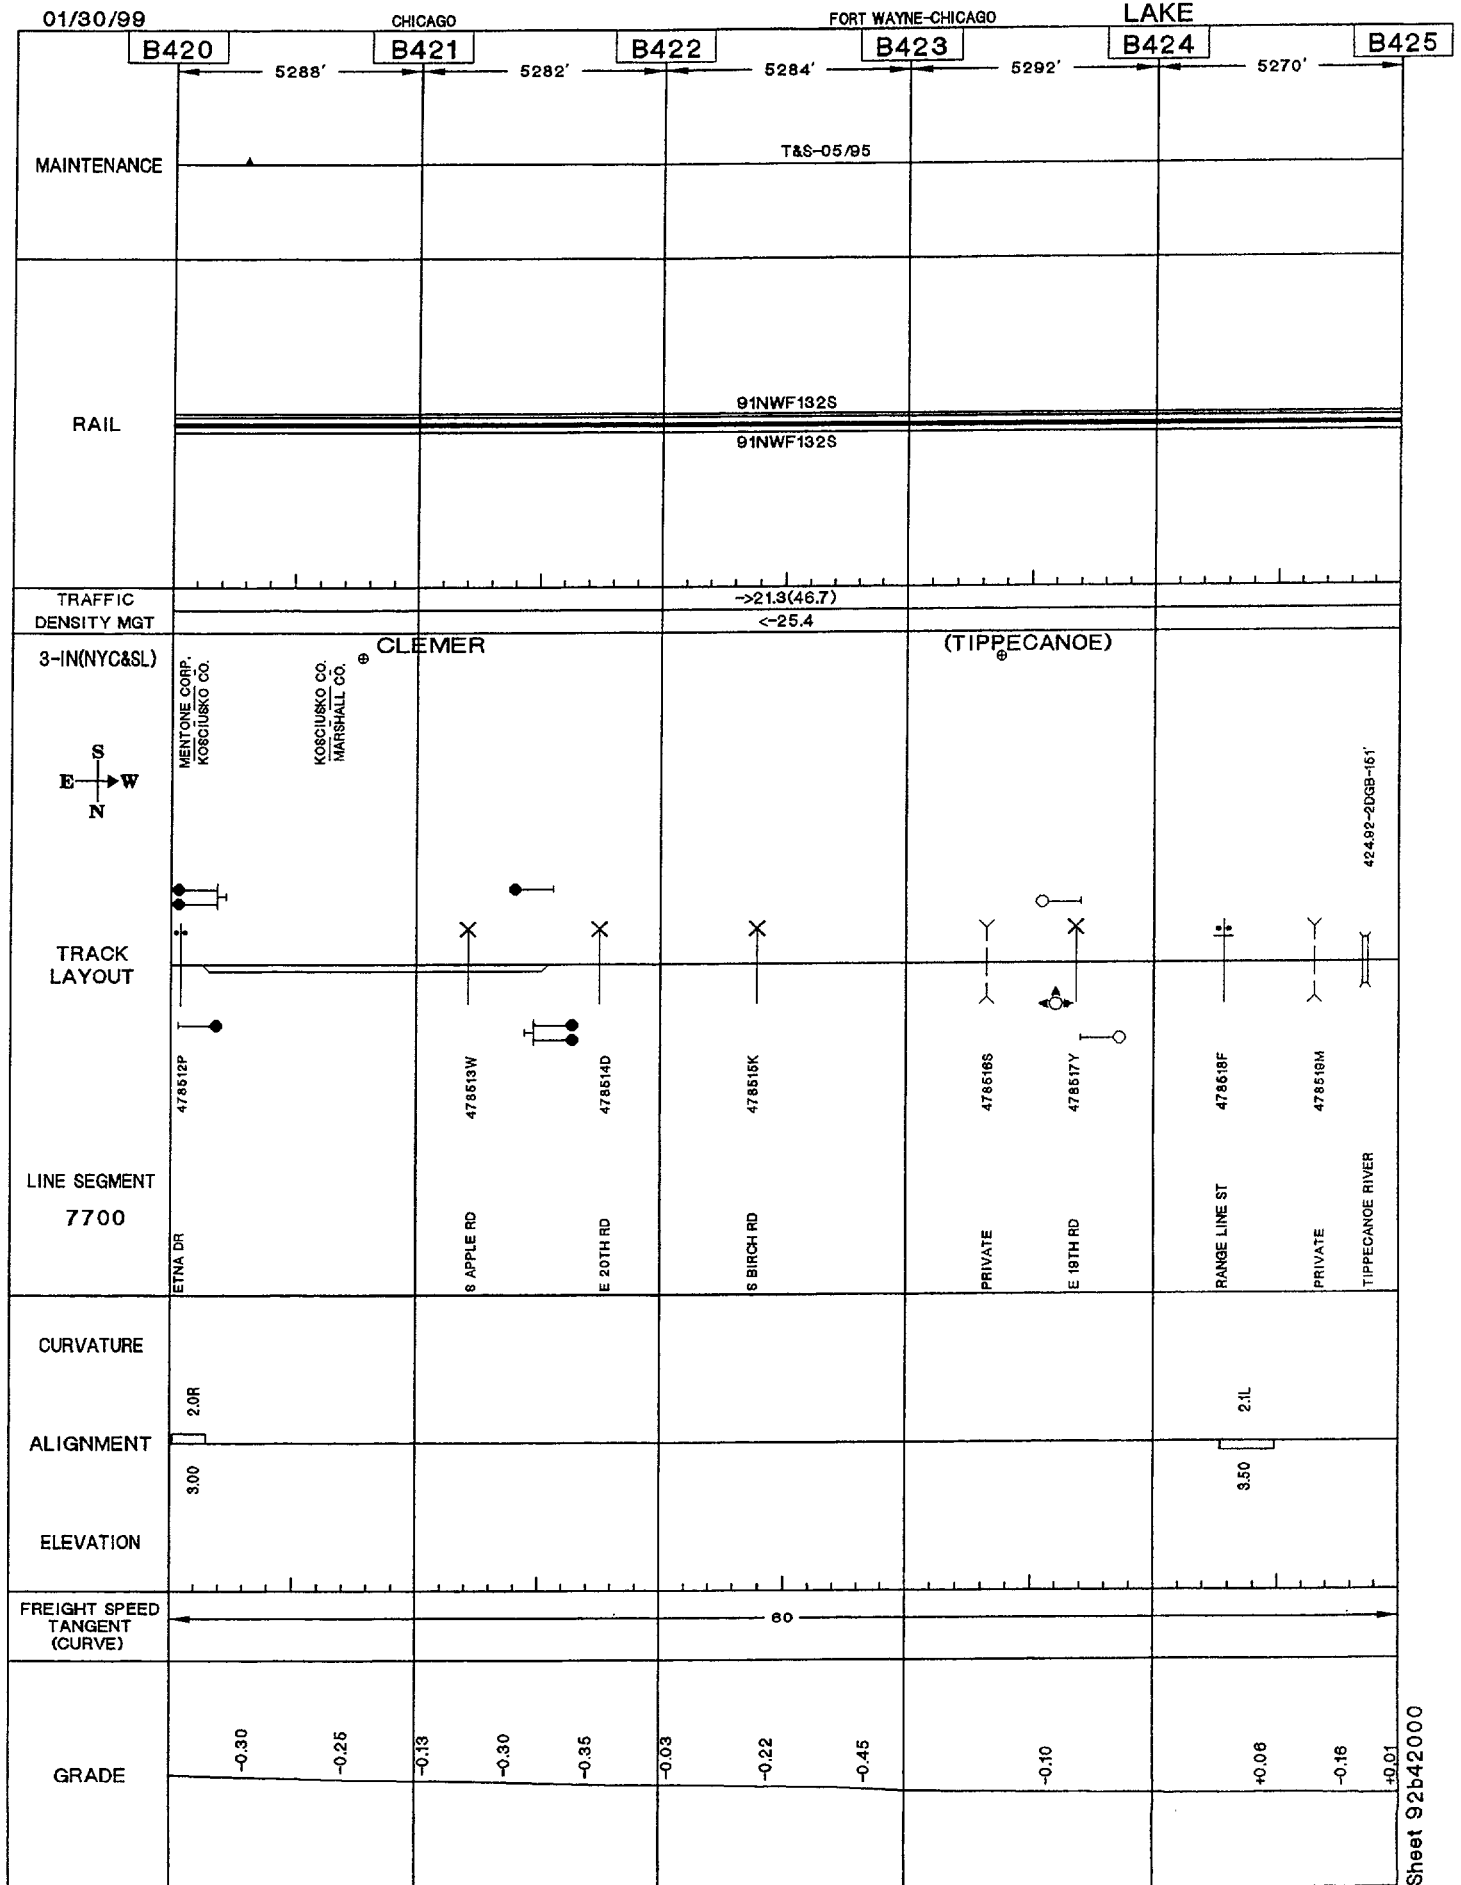 01/30/99 CHICAGO FORT WAYNE-CHICAGO LAKE
B420 B421 B422 B423 B424 B425
5288' 5282' 5284' 5292' 5270'
MAINTENANCE
T&S-05/95
RAIL
91NWF132S
91NWF132S
TRAFFIC
DENSITY MGT
->21.3(46.7)
<-25.4
3-IN(NYC&SL)
MENTONE CORP.
KOSCIUSKO CO.
KOSCIUSKO CO.
MARSHALL CO.
CLEMER
(TIPPECANOE)
S
E W
N
424.92-2DGB-151'
TRACK
LAYOUT
478512P
478513W
478514D
478515K
478516S
478517Y
478518F
478519M
LINE SEGMENT
7700
ETNA DR
S APPLE RD
E 20TH RD
S BIRCH RD
PRIVATE
E 19TH RD
RANGE LINE ST
PRIVATE
TIPPECANOE RIVER
CURVATURE
2.0R
2.1L
ALIGNMENT
3.00
3.50
ELEVATION
FREIGHT SPEED
TANGENT
(CURVE)
60
GRADE
-0.30
-0.25
-0.13
-0.30
-0.35
-0.03
-0.22
-0.45
-0.10
+0.06
-0.16
+0.01
Sheet 92b42000